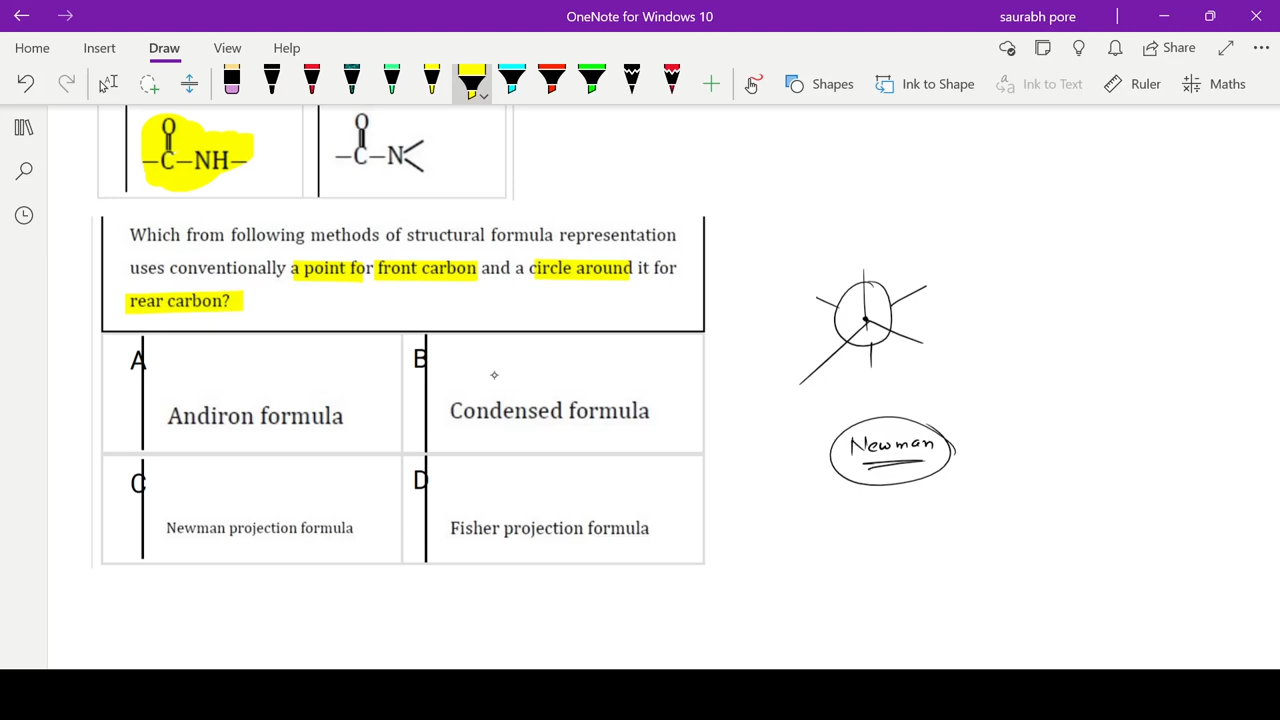 OneNote for Windows 10
saurabh pore
Home Insert Draw View Help
Share
Shapes
Ink to Shape
Ink to Text
Ruler
Maths
O
–C–NH–
O
–C–N
Which from following methods of structural formula representation
uses conventionally a point for front carbon and a circle around it for
rear carbon?
A
Andiron formula
B
Condensed formula
C
Newman projection formula
D
Fisher projection formula
Newman